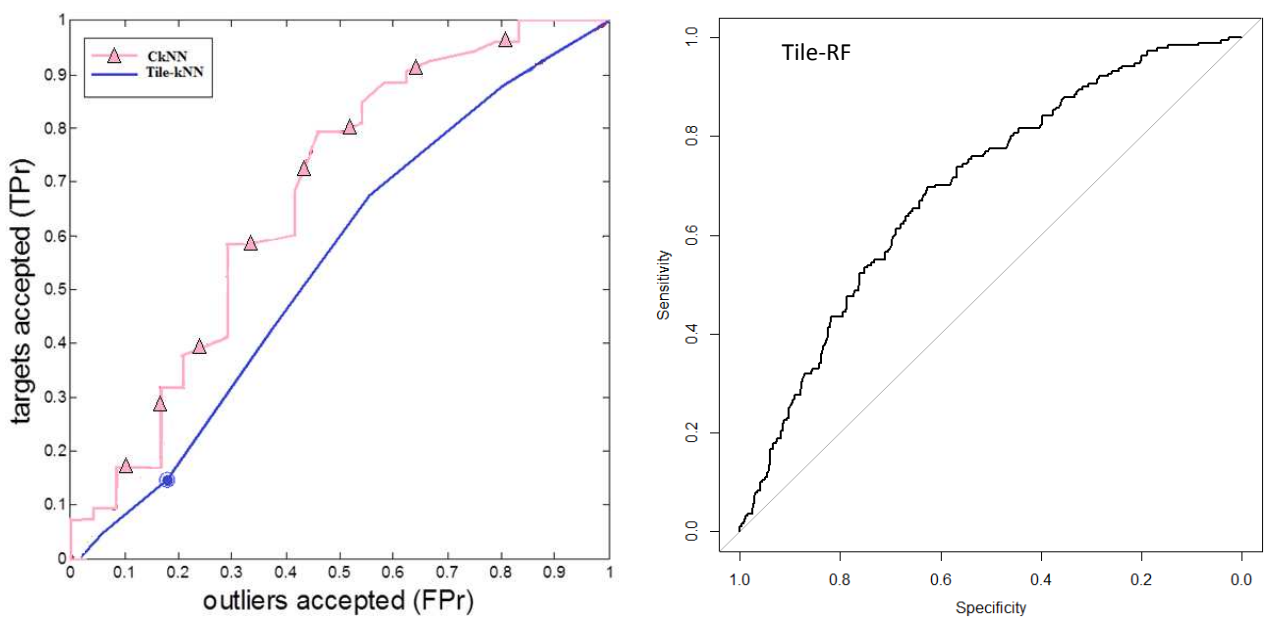 1
0.9
0.8
0.7
0.6
0.5
0.4
0.3
0.2
0.1
0
targets accepted (TPr)
CkNN
Tile-kNN
0 0.1 0.2 0.3 0.4 0.5 0.6 0.7 0.8 0.9 1
outliers accepted (FPr)
Tile-RF
1.0
0.8
0.6
0.4
0.2
0.0
Sensitivity
1.0 0.8 0.6 0.4 0.2 0.0
Specificity